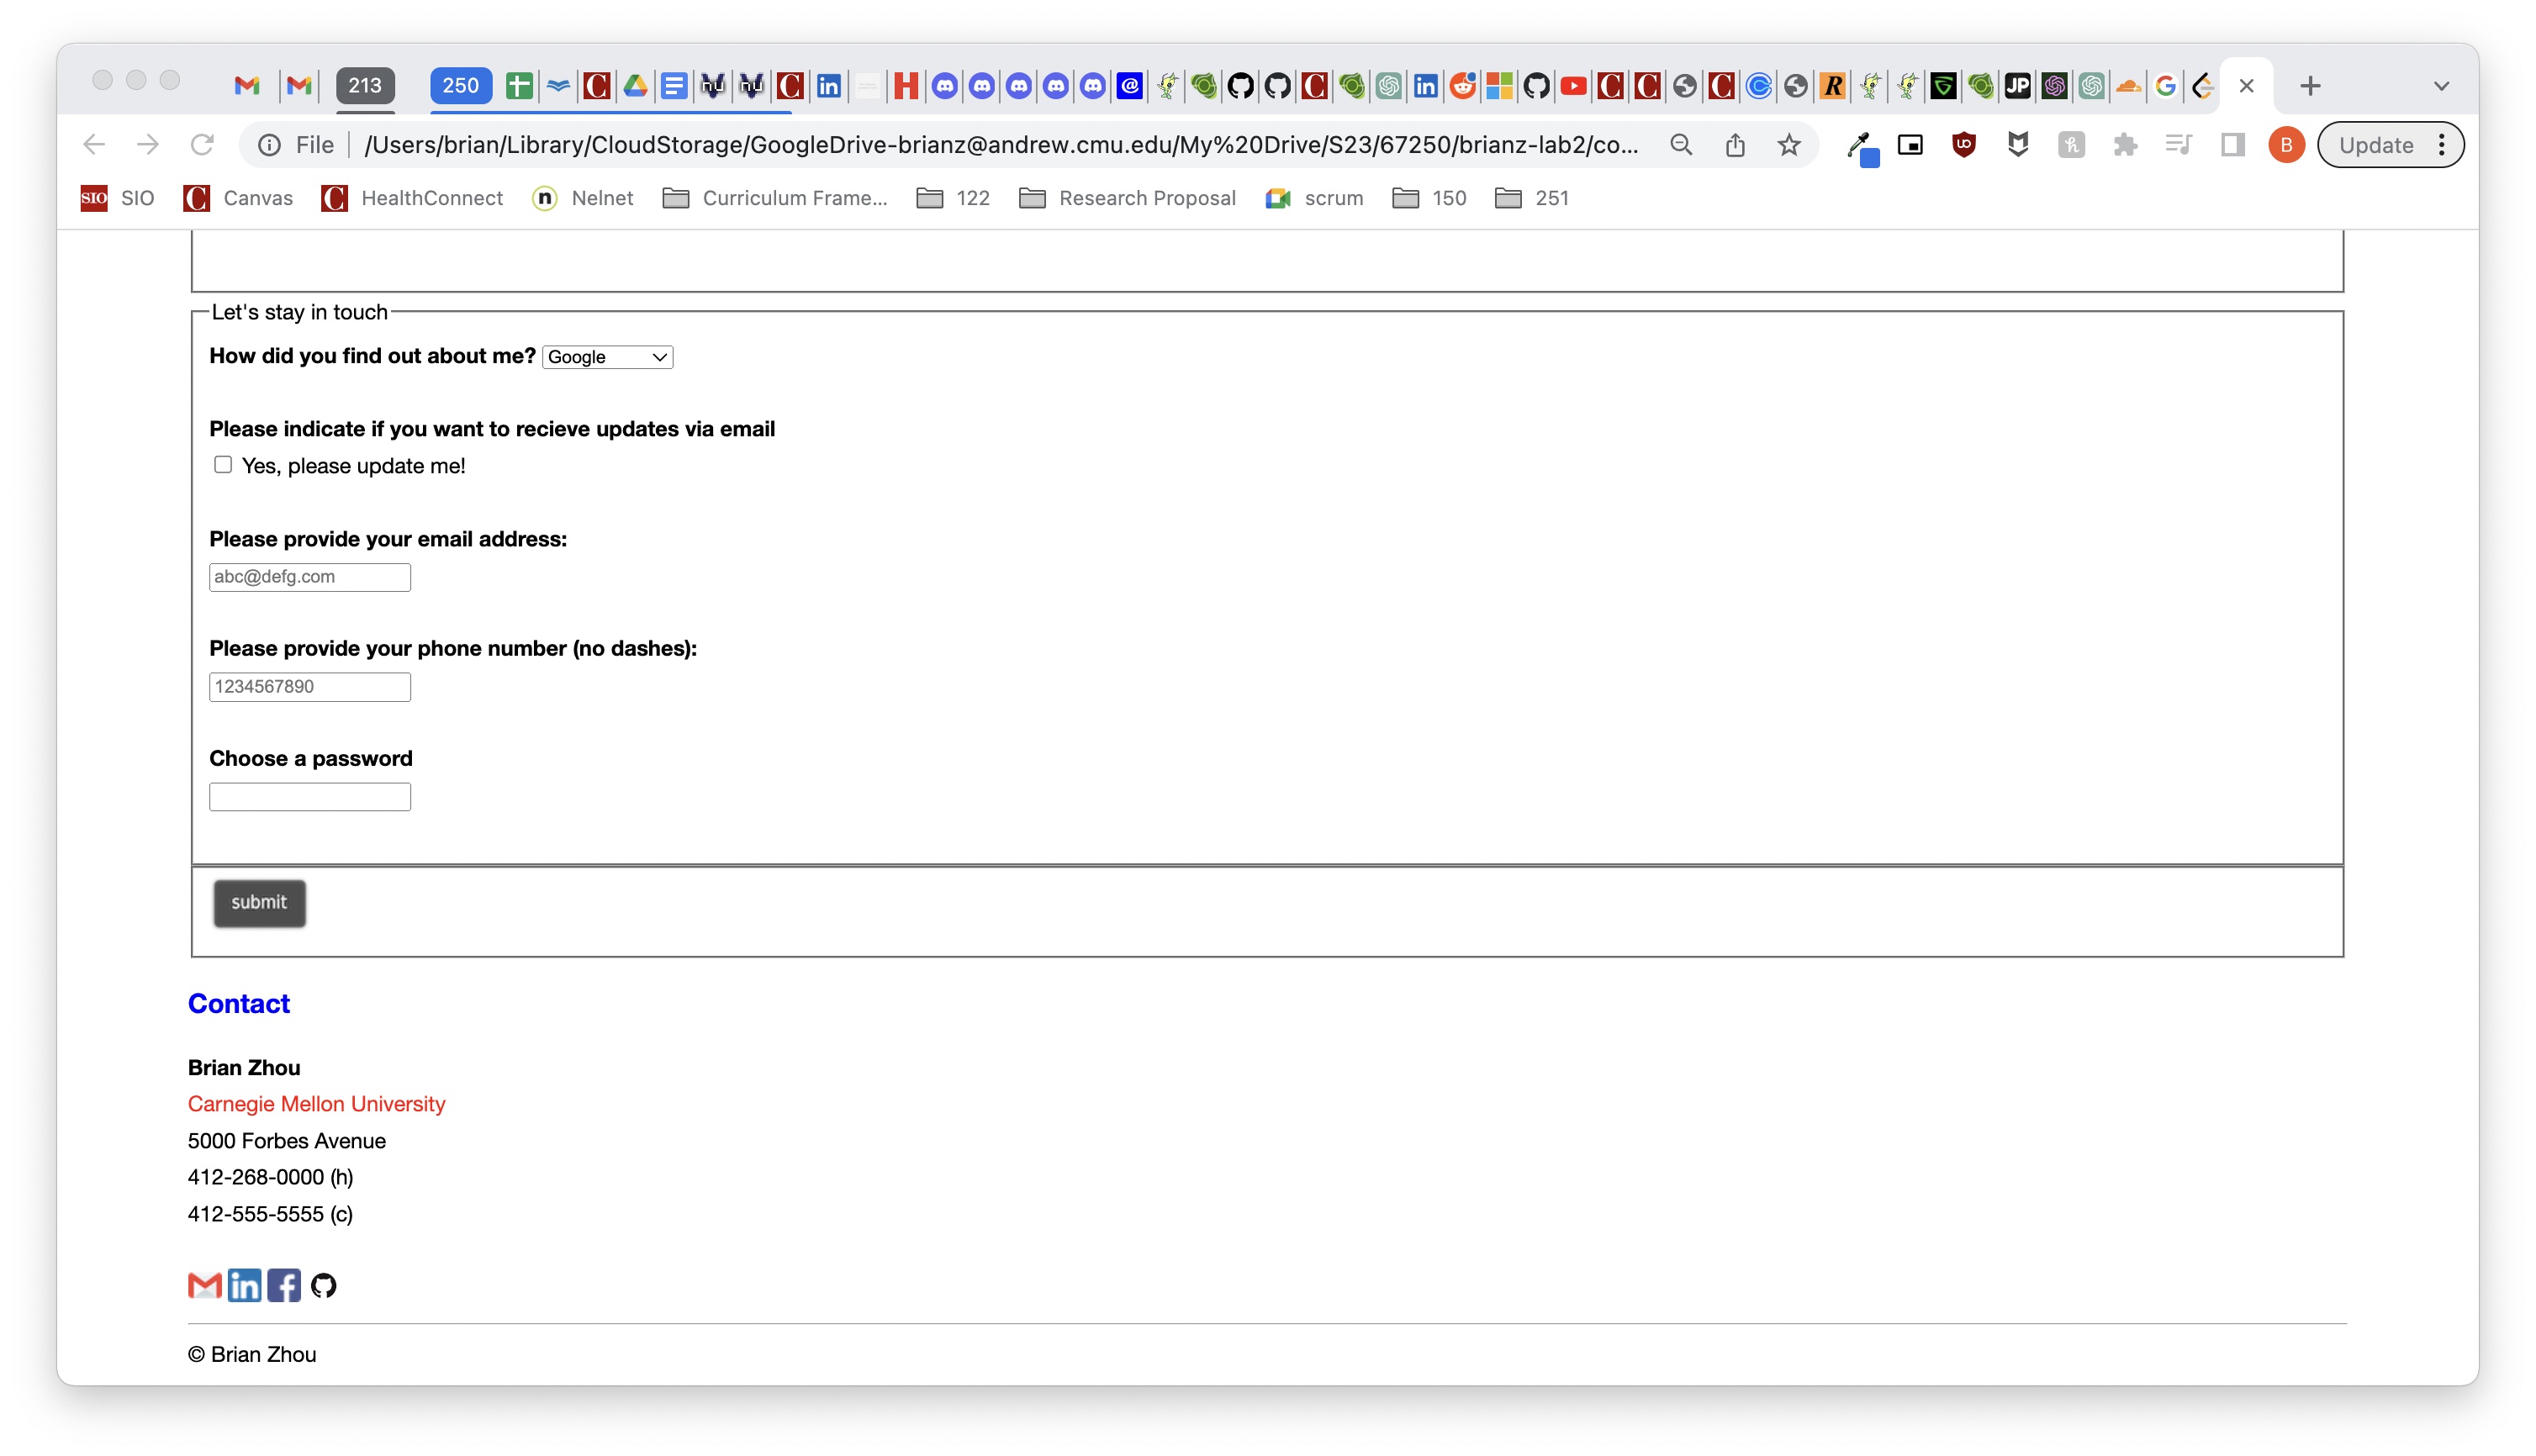 213
250
File
/Users/brian/Library/CloudStorage/GoogleDrive-brianz@andrew.cmu.edu/My%20Drive/S23/67250/brianz-lab2/co...
B
Update
SIO SIO
C Canvas
C HealthConnect
n Nelnet
Curriculum Frame...
122
Research Proposal
scrum
150
251
Let's stay in touch
How did you find out about me? Google
Please indicate if you want to recieve updates via email
Yes, please update me!
Please provide your email address:
abc@defg.com
Please provide your phone number (no dashes):
1234567890
Choose a password
submit
Contact
Brian Zhou
Carnegie Mellon University
5000 Forbes Avenue
412-268-0000 (h)
412-555-5555 (c)
© Brian Zhou